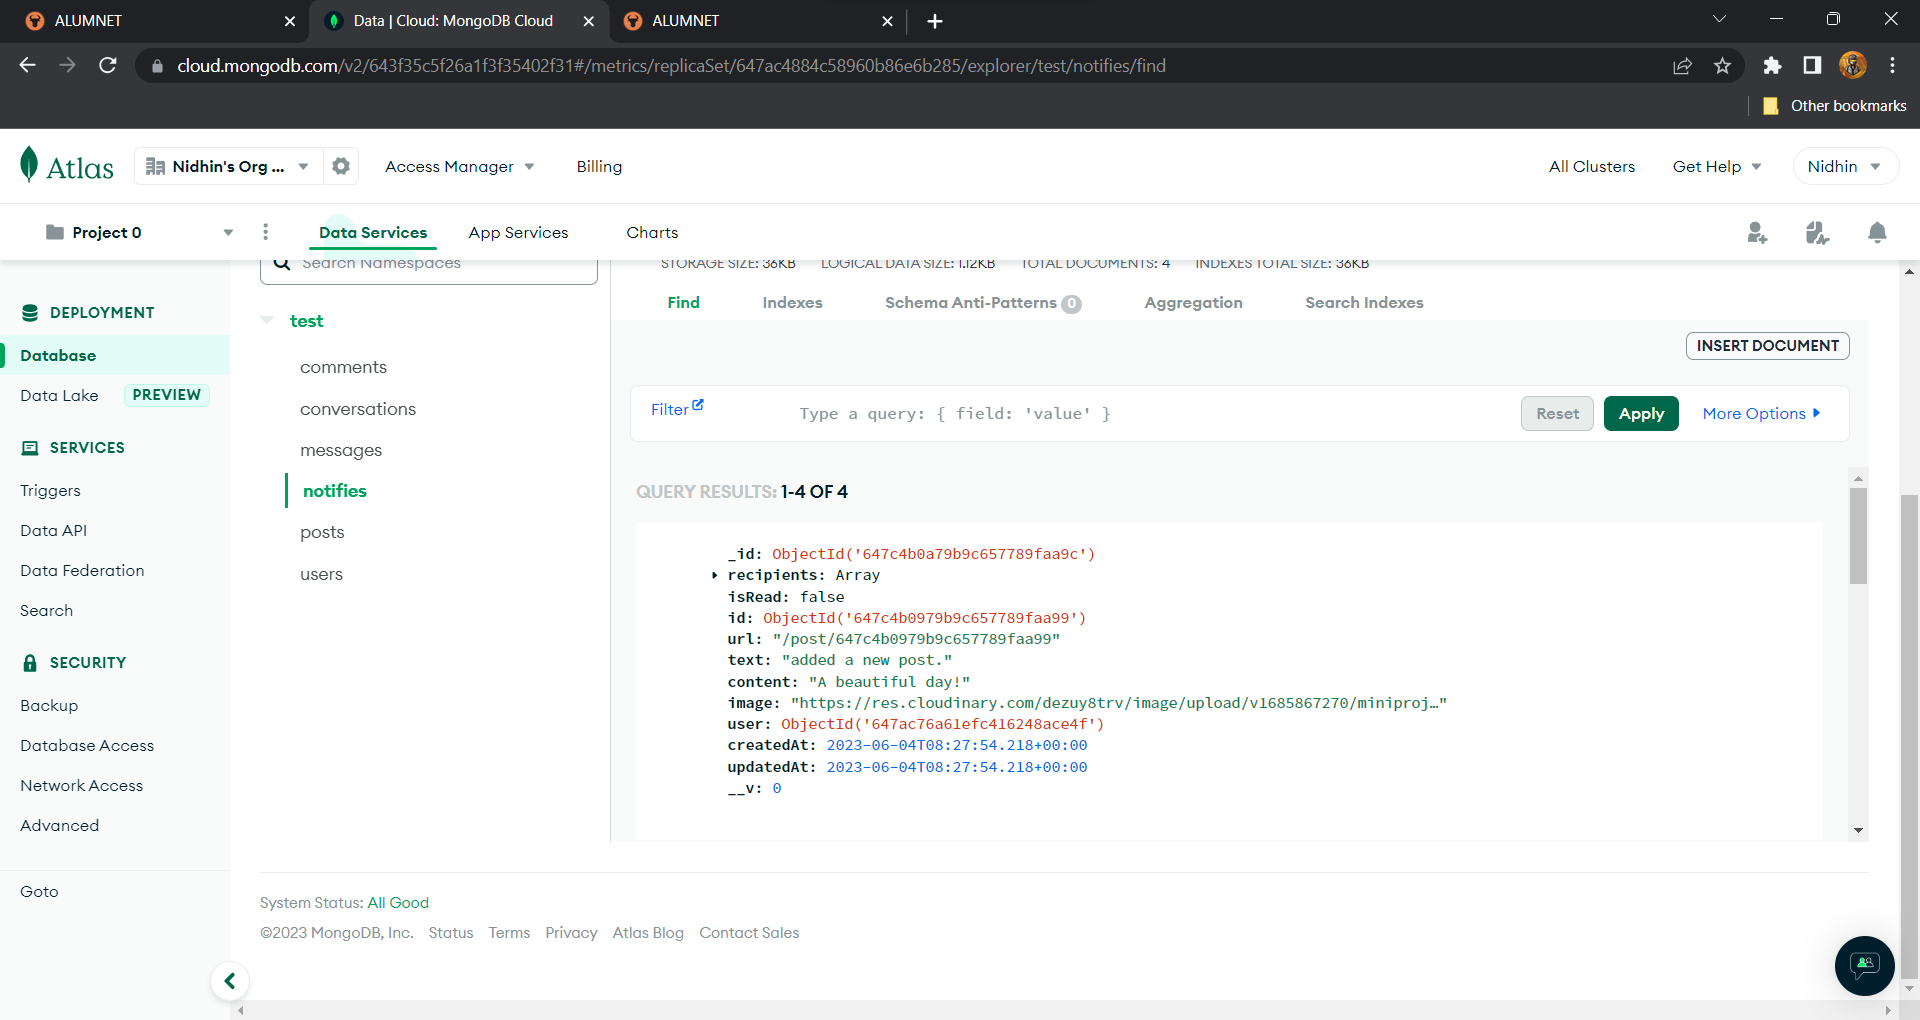 ALUMNET
Data | Cloud: MongoDB Cloud
ALUMNET
cloud.mongodb.com/v2/643f35c5f26a1f3f35402f31#/metrics/replicaSet/647ac4884c58960b86e6b285/explorer/test/notifies/find
Other bookmarks
Atlas
Nidhin's Org ...
Access Manager
Billing
All Clusters
Get Help
Nidhin
Project 0
Data Services
App Services
Charts
DEPLOYMENT
Database
Data Lake PREVIEW
SERVICES
Triggers
Data API
Data Federation
Search
SECURITY
Backup
Database Access
Network Access
Advanced
Goto
Search Namespaces
test
comments
conversations
messages
notifies
posts
users
STORAGE SIZE: 36KB LOGICAL DATA SIZE: 1.12KB TOTAL DOCUMENTS: 4 INDEXES TOTAL SIZE: 36KB
Find Indexes Schema Anti-Patterns 0 Aggregation Search Indexes
INSERT DOCUMENT
Filter Type a query: { field: 'value' } Reset Apply More Options
QUERY RESULTS: 1-4 OF 4
_id: ObjectId('647c4b0a79b9c657789faa9c')
recipients: Array
isRead: false
id: ObjectId('647c4b0979b9c657789faa99')
url: "/post/647c4b0979b9c657789faa99"
text: "added a new post."
content: "A beautiful day!"
image: "https://res.cloudinary.com/dezuy8trv/image/upload/v1685867270/miniproj…"
user: ObjectId('647ac76a61efc416248ace4f')
createdAt: 2023-06-04T08:27:54.218+00:00
updatedAt: 2023-06-04T08:27:54.218+00:00
__v: 0
System Status: All Good
©2023 MongoDB, Inc. Status Terms Privacy Atlas Blog Contact Sales